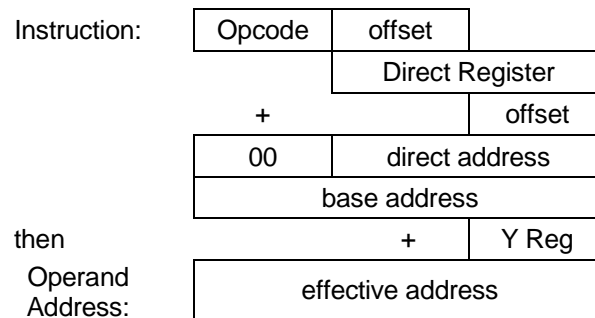 Instruction: Opcode offset
Direct Register
+ offset
00 direct address
base address
then + Y Reg
Operand
Address:
effective address